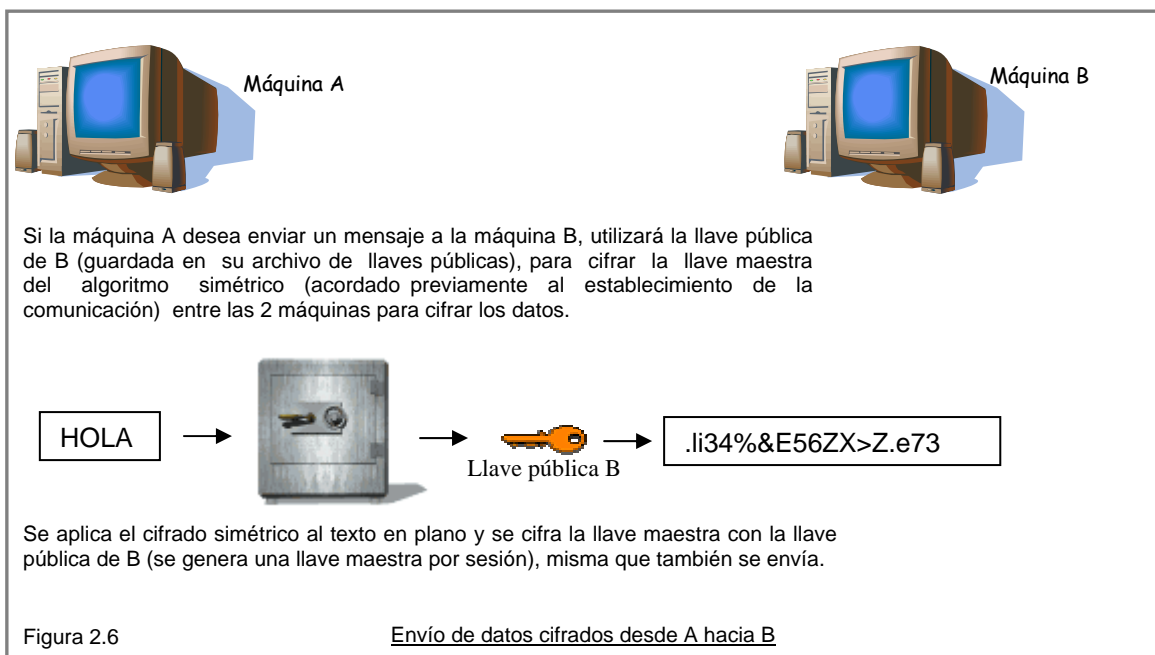 Máquina A
Máquina B
Si la máquina A desea enviar un mensaje a la máquina B, utilizará la llave pública
de B (guardada en su archivo de llaves públicas), para cifrar la llave maestra
del algoritmo simétrico (acordado previamente al establecimiento de la
comunicación) entre las 2 máquinas para cifrar los datos.
HOLA
.li34%&E56ZX>Z.e73
Llave pública B
Se aplica el cifrado simétrico al texto en plano y se cifra la llave maestra con la llave
pública de B (se genera una llave maestra por sesión), misma que también se envía.
Figura 2.6
Envío de datos cifrados desde A hacia B